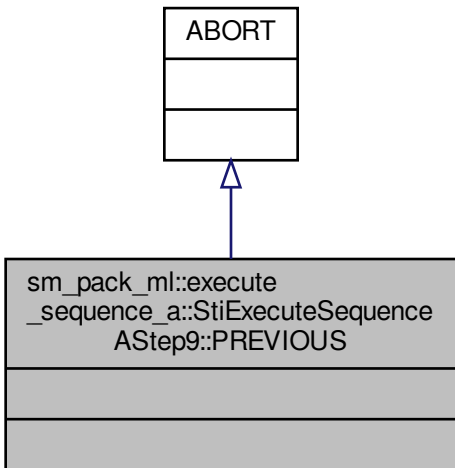 ABORT
sm_pack_ml::execute
_sequence_a::StiExecuteSequence
AStep9::PREVIOUS